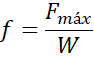 f = F_máx / W